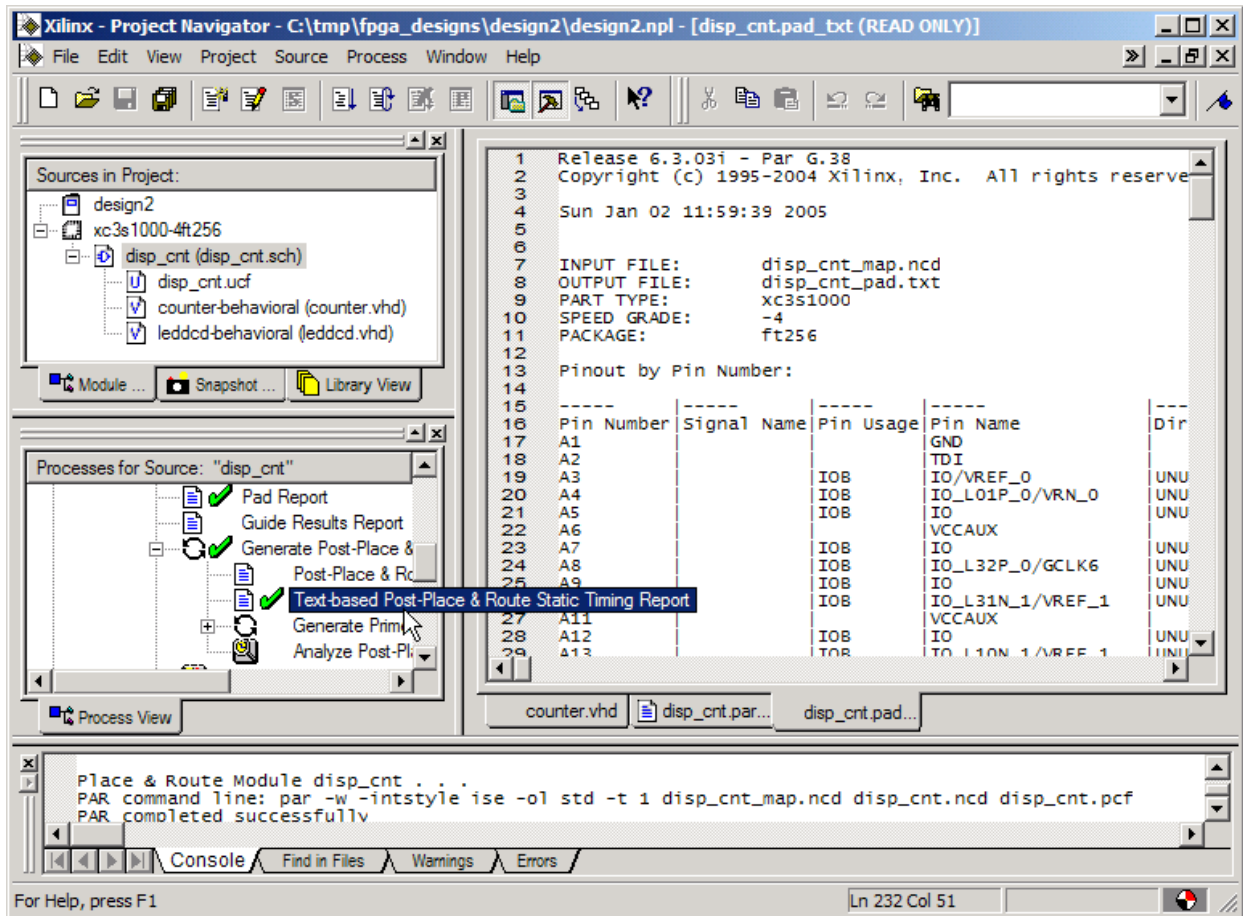 Xilinx - Project Navigator - C:\tmp\fpga_designs\design2\design2.npl - [disp_cnt.pad_txt (READ ONLY)]
File Edit View Project Source Process Window Help
Sources in Project:
design2
xc3s1000-4ft256
disp_cnt (disp_cnt.sch)
disp_cnt.ucf
counter-behavioral (counter.vhd)
leddcd-behavioral (leddcd.vhd)
Module ... Snapshot ... Library View
Processes for Source: "disp_cnt"
Pad Report
Guide Results Report
Generate Post-Place &
Post-Place & Ro
Text-based Post-Place & Route Static Timing Report
Generate Prim
Analyze Post-Pl
Process View
1 Release 6.3.03i - Par G.38
2 Copyright (c) 1995-2004 Xilinx, Inc. All rights reserve
3
4 Sun Jan 02 11:59:39 2005
5
6
7 INPUT FILE: disp_cnt_map.ncd
8 OUTPUT FILE: disp_cnt_pad.txt
9 PART TYPE: xc3s1000
10 SPEED GRADE: -4
11 PACKAGE: ft256
12
13 Pinout by Pin Number:
14
15 ----- |----- |----- |----- |---
16 Pin Number|Signal Name|Pin Usage|Pin Name |Dir
17 A1 | | |GND |
18 A2 | | |TDI |
19 A3 | |IOB |IO/VREF_0 |UNU
20 A4 | |IOB |IO_L01P_0/VRN_0 |UNU
21 A5 | |IOB |IO |UNU
22 A6 | | |VCCAUX |
23 A7 | |IOB |IO |UNU
24 A8 | |IOB |IO_L32P_0/GCLK6 |UNU
25 A9 | |IOB |IO |UNU
|IOB |IO_L31N_1/VREF_1 |UNU
27 A11 | | |VCCAUX |
28 A12 | |IOB |IO |UNU
29 A13 | |IOB |IO_L10N_1/VREF_1 |UNU
counter.vhd disp_cnt.par... disp_cnt.pad...
Place & Route Module disp_cnt . . .
PAR command line: par -w -intstyle ise -ol std -t 1 disp_cnt_map.ncd disp_cnt.ncd disp_cnt.pcf
PAR completed successfully
Console Find in Files Warnings Errors
For Help, press F1 Ln 232 Col 51